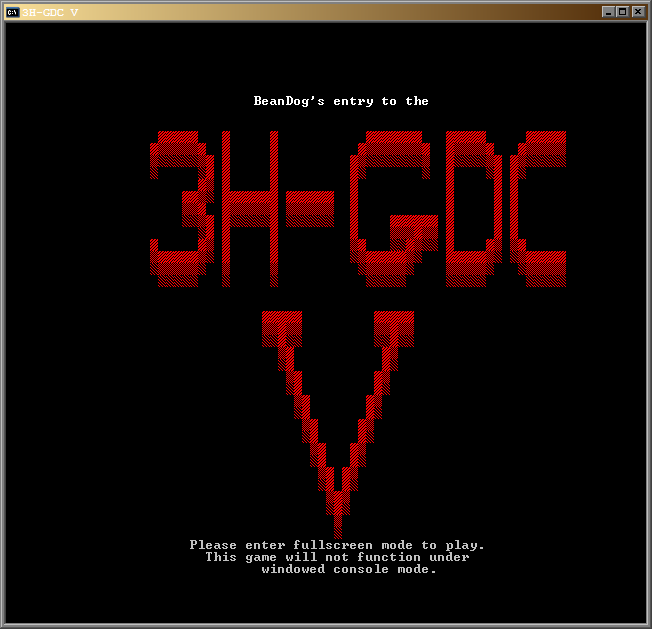 3H-GDC V
BeanDog's entry to the
3H-GDC
V
Please enter fullscreen mode to play.
This game will not function under
windowed console mode.